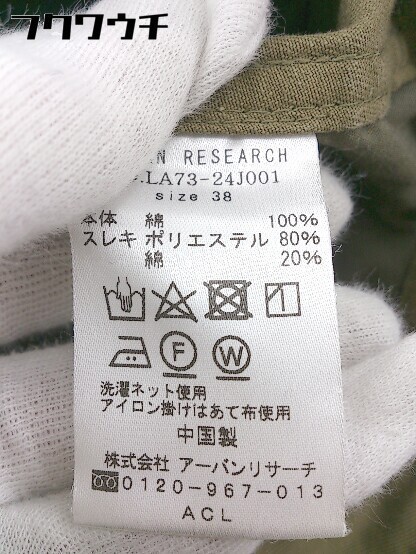 フクワウチ
N RESEARCH
LA73-24J001
size 38
本体 綿 100%
スレキ ポリエステル 80%
綿 20%
F W
洗濯ネット使用
アイロン掛けはあて布使用
中国製
株式会社 アーバンリサーチ
0120-967-013
ACL